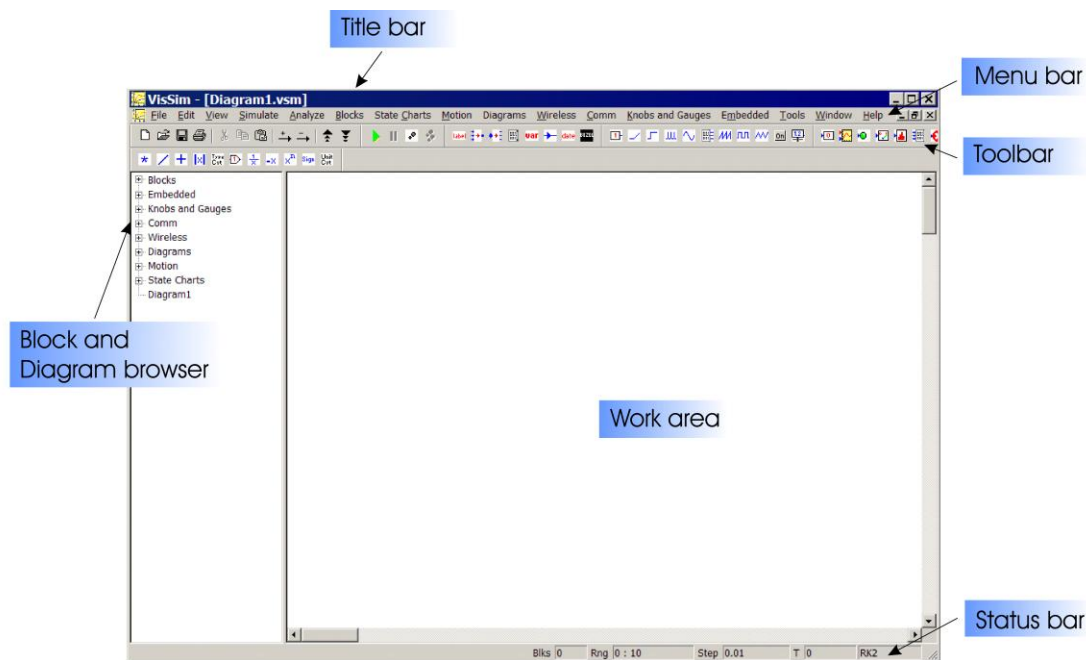 Title bar
Menu bar
VisSim - [Diagram1.vsm]
File Edit View Simulate Analyze Blocks State Charts Motion Diagrams Wireless Comm Knobs and Gauges Embedded Tools Window Help
Toolbar
Blocks
Embedded
Knobs and Gauges
Comm
Wireless
Diagrams
Motion
State Charts
Diagram1
Block and
Diagram browser
Work area
Status bar
Blks 0 Rng 0 : 10 Step 0.01 T 0 RK2